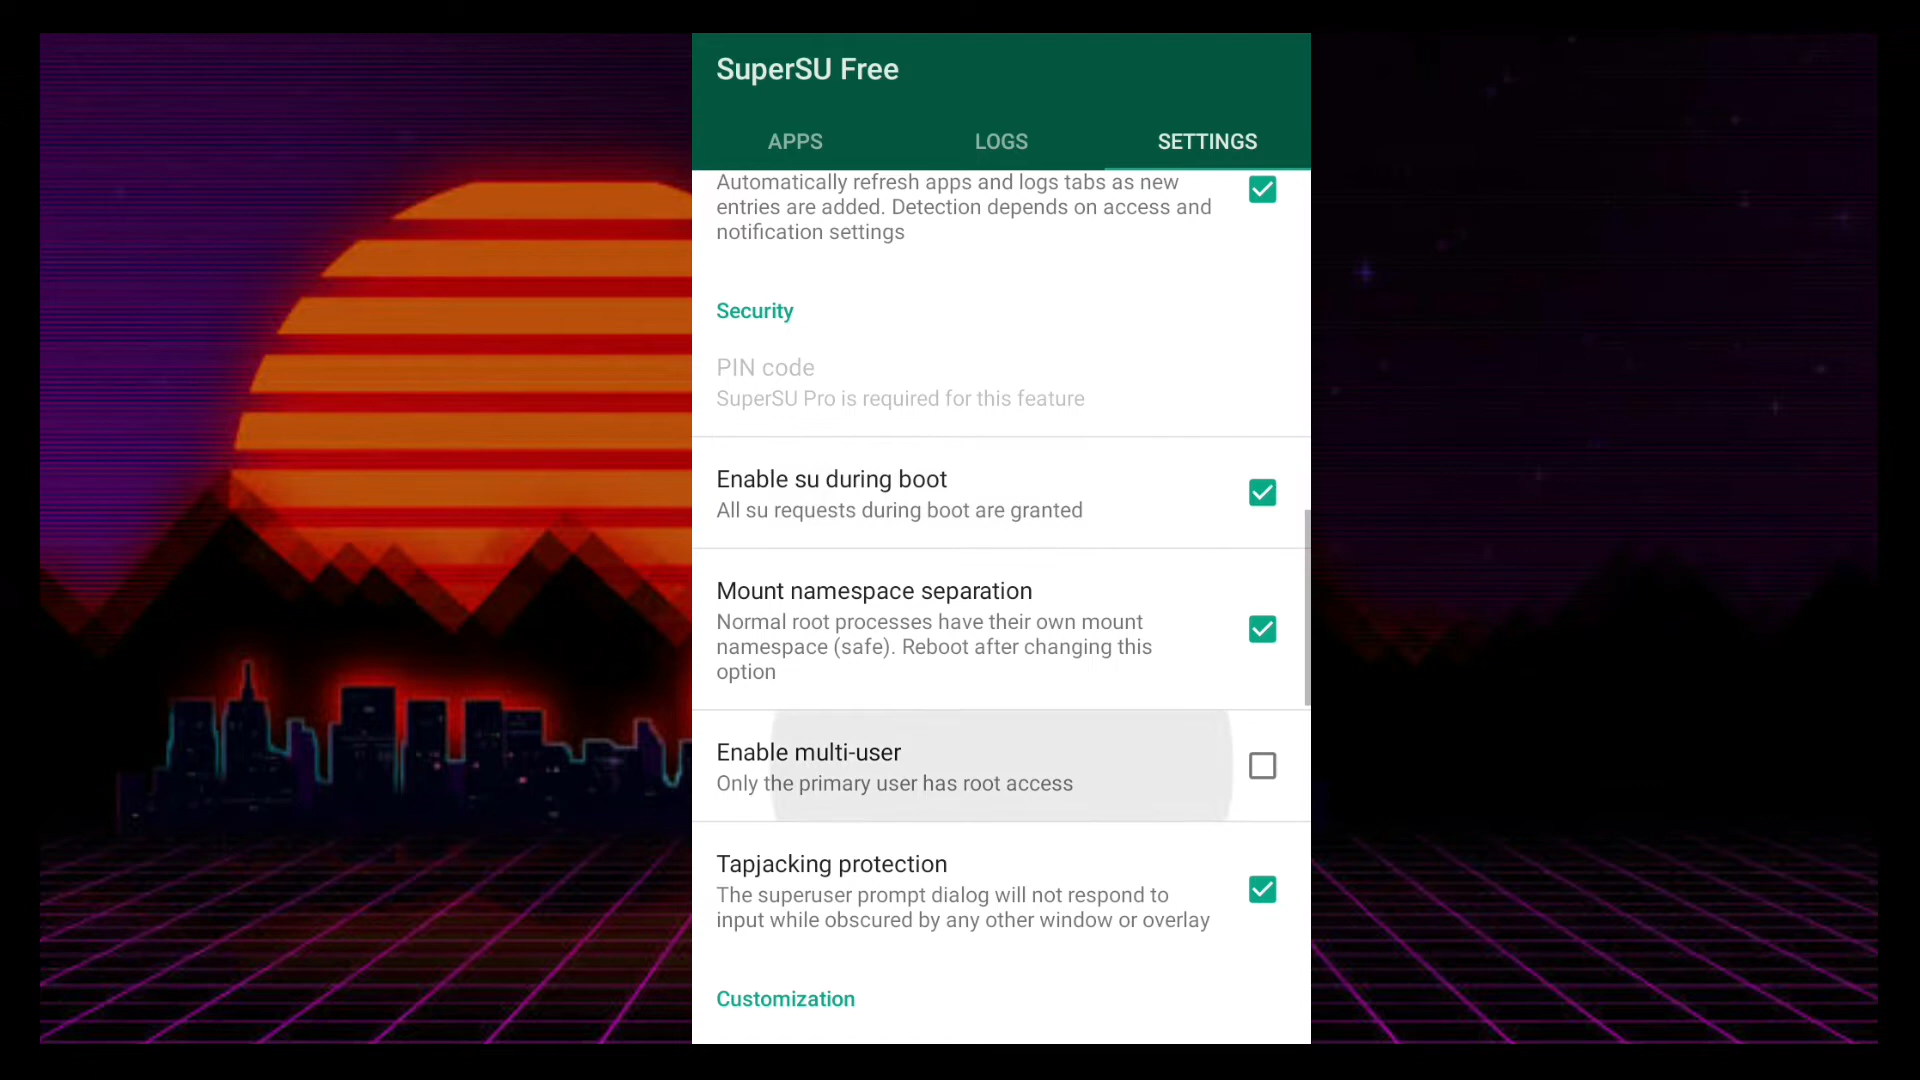 SuperSU Free
APPS
LOGS
SETTINGS
Automatically refresh apps and logs tabs as new
entries are added. Detection depends on access and
notification settings
Security
PIN code
SuperSU Pro is required for this feature
Enable su during boot
All su requests during boot are granted
Mount namespace separation
Normal root processes have their own mount
namespace (safe). Reboot after changing this
option
Enable multi-user
Only the primary user has root access
Tapjacking protection
The superuser prompt dialog will not respond to
input while obscured by any other window or overlay
Customization